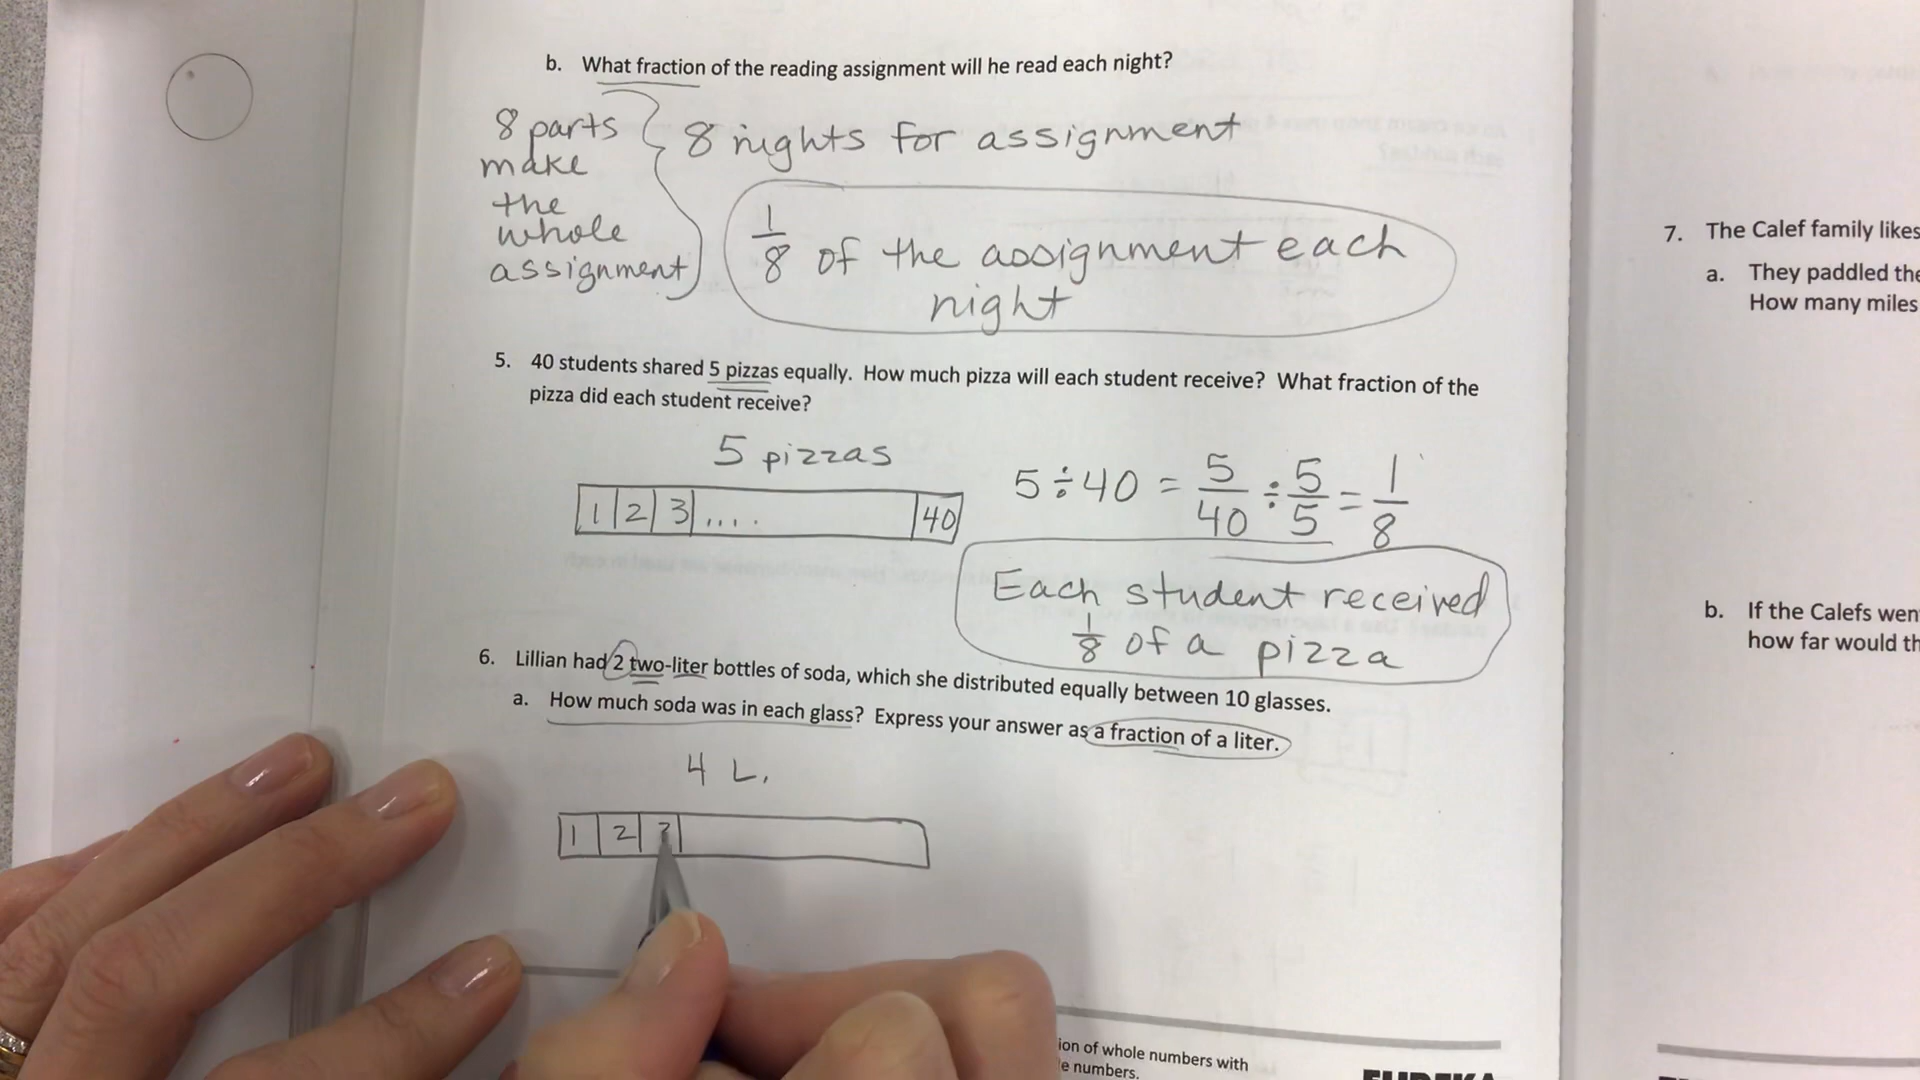 b. What fraction of the reading assignment will he read each night?
8 parts
make
the
whole
assignment
8 nights for assignment
1/8 of the assignment each
night
5. 40 students shared 5 pizzas equally. How much pizza will each student receive? What fraction of the
pizza did each student receive?
5 pizzas
1 2 3 .... 40
5 ÷ 40 = 5/40 ÷ 5/5 = 1/8
Each student received
1/8 of a pizza
6. Lillian had 2 two-liter bottles of soda, which she distributed equally between 10 glasses.
a. How much soda was in each glass? Express your answer as a fraction of a liter.
4 L.
1 2 3
ion of whole numbers with
e numbers.
EUREKA
7. The Calef family likes
a. They paddled the
How many miles
b. If the Calefs went
how far would th